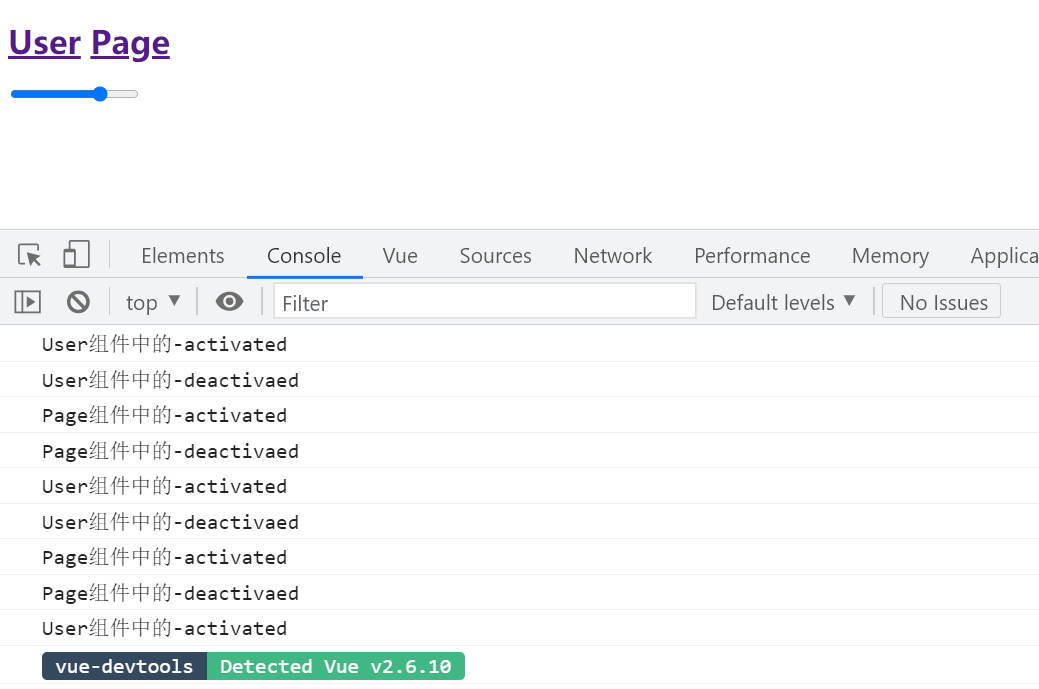 User Page
Elements Console Vue Sources Network Performance Memory Applica
top ▼ Filter Default levels ▼ No Issues
User组件中的-activated
User组件中的-deactivaed
Page组件中的-activated
Page组件中的-deactivaed
User组件中的-activated
User组件中的-deactivaed
Page组件中的-activated
Page组件中的-deactivaed
User组件中的-activated
vue-devtools Detected Vue v2.6.10